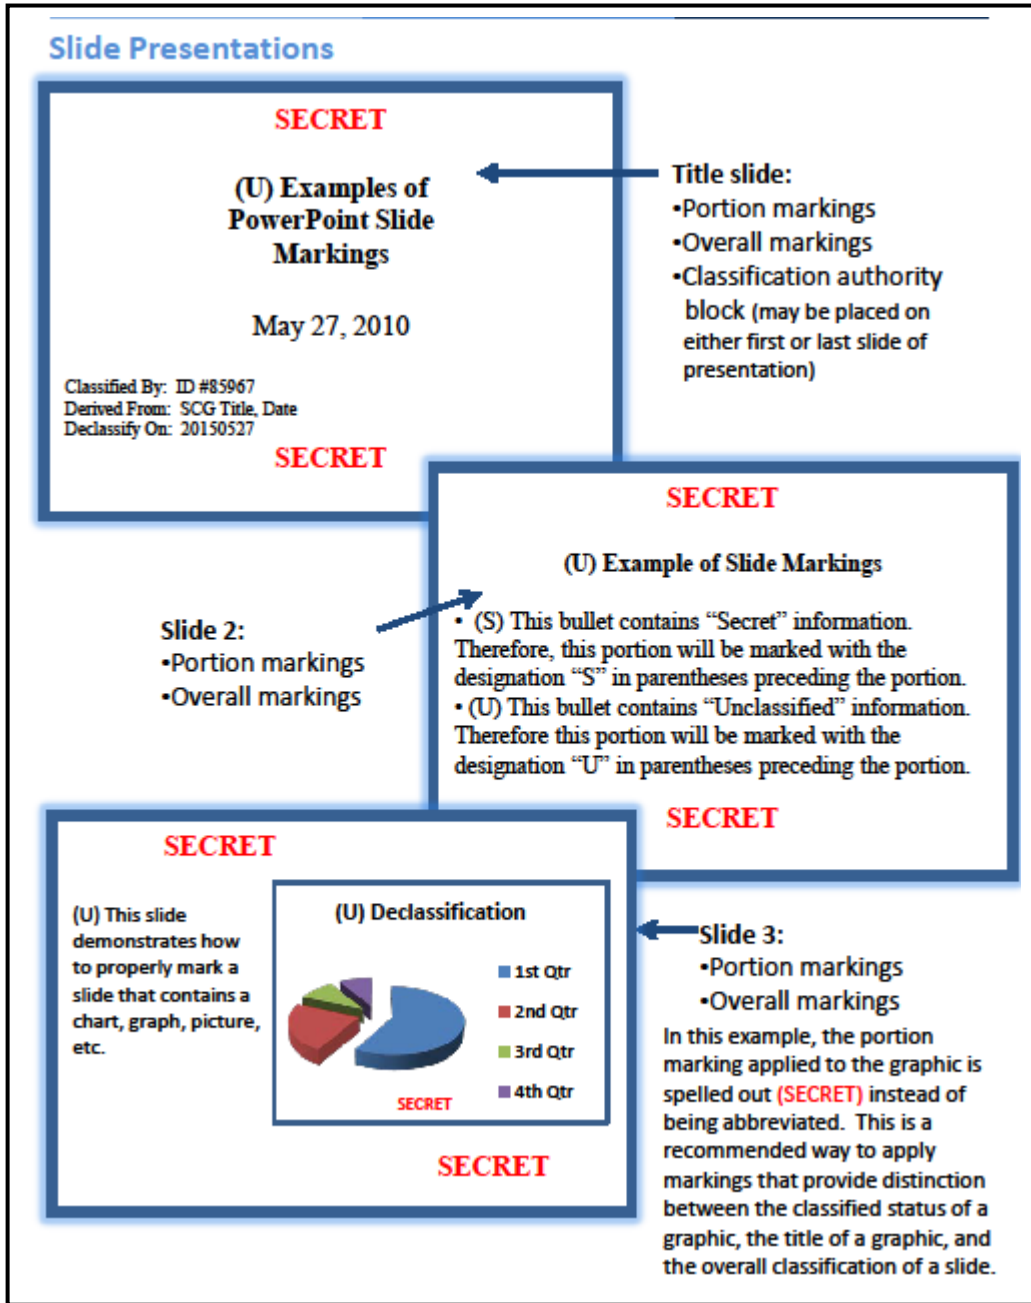 Slide Presentations
SECRET
(U) Examples of
PowerPoint Slide
Markings
May 27, 2010
Classified By:  ID #85967
Derived From:  SCG Title, Date
Declassify On:  20150527
SECRET
Title slide:
•Portion markings
•Overall markings
•Classification authority
block (may be placed on
either first or last slide of
presentation)
SECRET
(U) Example of Slide Markings
• (S) This bullet contains “Secret” information.
Therefore, this portion will be marked with the
designation “S” in parentheses preceding the portion.
• (U) This bullet contains “Unclassified” information.
Therefore this portion will be marked with the
designation “U” in parentheses preceding the portion.
SECRET
Slide 2:
•Portion markings
•Overall markings
SECRET
(U) This slide
demonstrates how
to properly mark a
slide that contains a
chart, graph, picture,
etc.
(U) Declassification
1st Qtr
2nd Qtr
3rd Qtr
4th Qtr
SECRET
SECRET
Slide 3:
•Portion markings
•Overall markings
In this example, the portion
marking applied to the graphic is
spelled out (SECRET) instead of
being abbreviated.  This is a
recommended way to apply
markings that provide distinction
between the classified status of a
graphic, the title of a graphic, and
the overall classification of a slide.